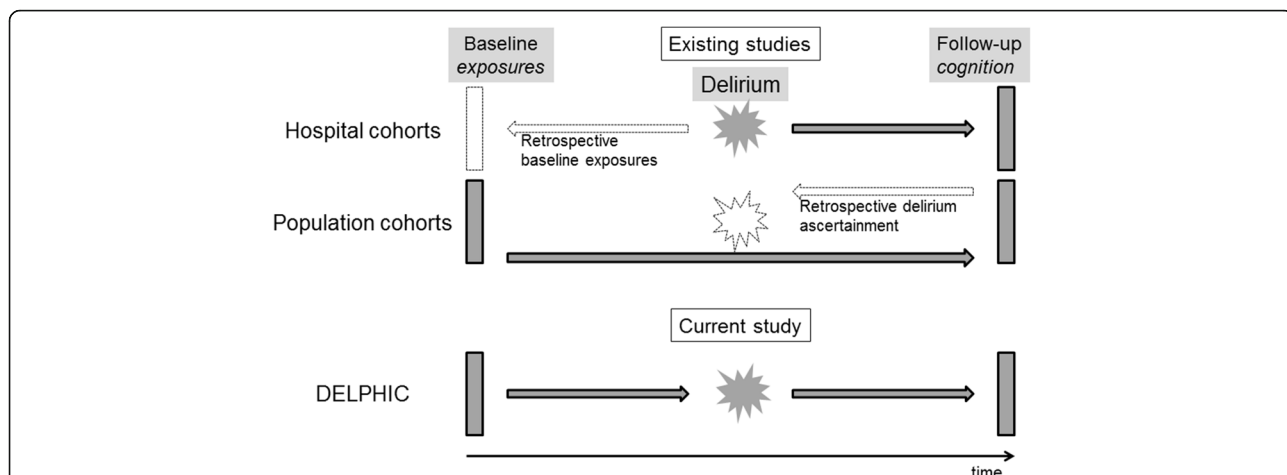 Baseline
exposures
Existing studies
Follow-up
cognition
Delirium
Hospital cohorts
Retrospective
baseline exposures
Population cohorts
Retrospective delirium
ascertainment
Current study
DELPHIC
time